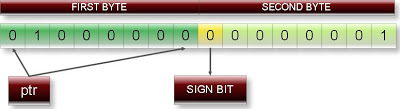 FIRST BYTE SECOND BYTE
0 1 0 0 0 0 0 0 0 0 0 0 0 0 0 1
ptr SIGN BIT